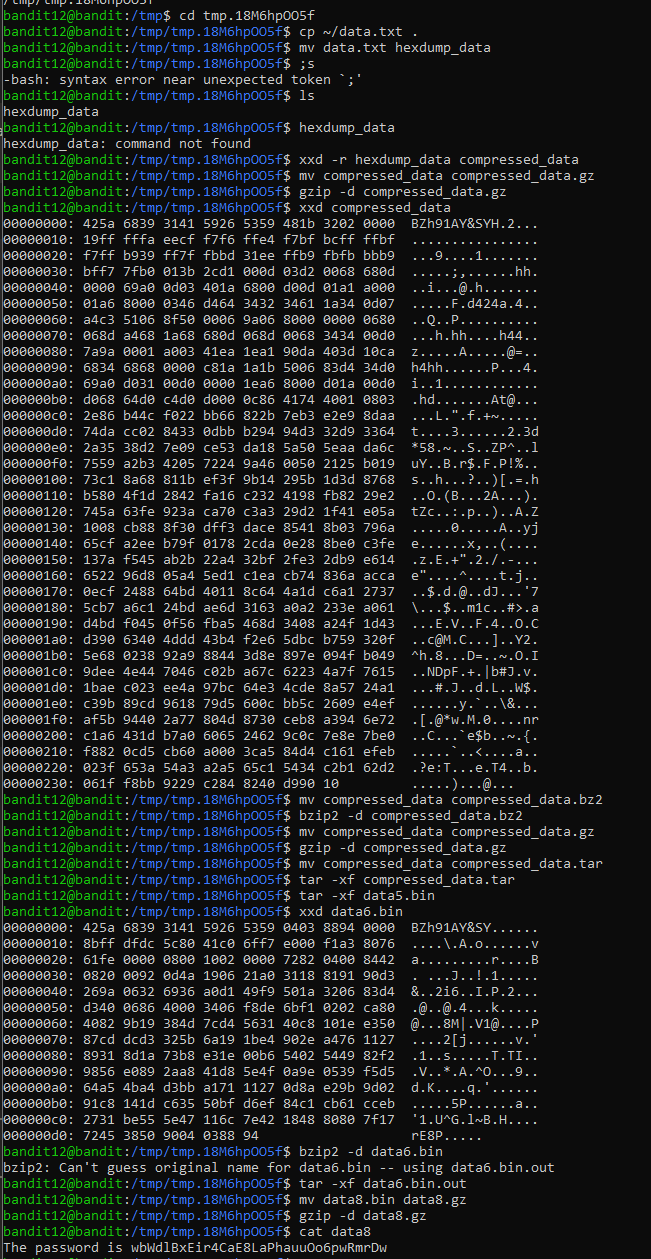 /tmp/tmp.18M6hpOO5f
bandit12@bandit:/tmp$ cd tmp.18M6hpOO5f
bandit12@bandit:/tmp/tmp.18M6hpOO5f$ cp ~/data.txt .
bandit12@bandit:/tmp/tmp.18M6hpOO5f$ mv data.txt hexdump_data
bandit12@bandit:/tmp/tmp.18M6hpOO5f$ ;s
-bash: syntax error near unexpected token `;'
bandit12@bandit:/tmp/tmp.18M6hpOO5f$ ls
hexdump_data
bandit12@bandit:/tmp/tmp.18M6hpOO5f$ hexdump_data
hexdump_data: command not found
bandit12@bandit:/tmp/tmp.18M6hpOO5f$ xxd -r hexdump_data compressed_data
bandit12@bandit:/tmp/tmp.18M6hpOO5f$ mv compressed_data compressed_data.gz
bandit12@bandit:/tmp/tmp.18M6hpOO5f$ gzip -d compressed_data.gz
bandit12@bandit:/tmp/tmp.18M6hpOO5f$ xxd compressed_data
00000000: 425a 6839 3141 5926 5359 481b 3202 0000  BZh91AY&SYH.2...
00000010: 19ff fffa eecf f7f6 ffe4 f7bf bcff ffbf  ................
00000020: f7ff b939 ff7f ffbd 31ee ffb9 fbfb bbb9  ...9....1.......
00000030: bff7 7fb0 013b 2cd1 000d 03d2 0068 680d  .....;,......hh.
00000040: 0000 69a0 0d03 401a 6800 d00d 01a1 a000  ..i...@.h.......
00000050: 01a6 8000 0346 d464 3432 3461 1a34 0d07  .....F.d424a.4..
00000060: a4c3 5106 8f50 0006 9a06 8000 0000 0680  ..Q..P..........
00000070: 068d a468 1a68 680d 068d 0068 3434 00d0  ...h.hh....h44..
00000080: 7a9a 0001 a003 41ea 1ea1 90da 403d 10ca  z.....A.....@=..
00000090: 6834 6868 0000 c81a 1a1b 5006 83d4 34d0  h4hh......P...4.
000000a0: 69a0 d031 00d0 0000 1ea6 8000 d01a 00d0  i..1............
000000b0: d068 64d0 c4d0 d000 0c86 4174 4001 0803  .hd.......At@...
000000c0: 2e86 b44c f022 bb66 822b 7eb3 e2e9 8daa  ...L.".f.+~.....
000000d0: 74da cc02 8433 0dbb b294 94d3 32d9 3364  t....3......2.3d
000000e0: 2a35 38d2 7e09 ce53 da18 5a50 5eaa da6c  *58.~..S..ZP^..l
000000f0: 7559 a2b3 4205 7224 9a46 0050 2125 b019  uY..B.r$.F.P!%..
00000100: 73c1 8a68 811b ef3f 9b14 295b 1d3d 8768  s..h...?..)[.=.h
00000110: b580 4f1d 2842 fa16 c232 4198 fb82 29e2  ..O.(B...2A...).
00000120: 745a 63fe 923a ca70 c3a3 29d2 1f41 e05a  tZc..:.p..)..A.Z
00000130: 1008 cb88 8f30 dff3 dace 8541 8b03 796a  .....0.....A..yj
00000140: 65cf a2ee b79f 0178 2cda 0e28 8be0 c3fe  e......x,..(....
00000150: 137a f545 ab2b 22a4 32bf 2fe3 2db9 e614  .z.E.+".2./.-...
00000160: 6522 96d8 05a4 5ed1 c1ea cb74 836a acca  e"....^....t.j..
00000170: 0ecf 2488 64bd 4011 8c64 4a1d c6a1 2737  ..$.d.@..dJ...'7
00000180: 5cb7 a6c1 24bd ae6d 3163 a0a2 233e a061  \...$..m1c..#>.a
00000190: d4bd f045 0f56 fba5 468d 3408 a24f 1d43  ...E.V..F.4..O.C
000001a0: d390 6340 4ddd 43b4 f2e6 5dbc b759 320f  ..c@M.C...]..Y2.
000001b0: 5e68 0238 92a9 8844 3d8e 897e 094f b049  ^h.8...D=..~.O.I
000001c0: 9dee 4e44 7046 c02b a67c 6223 4a7f 7615  ..NDpF.+.|b#J.v.
000001d0: 1bae c023 ee4a 97bc 64e3 4cde 8a57 24a1  ...#.J..d.L..W$.
000001e0: c39b 89cd 9618 79d5 600c bb5c 2609 e4ef  ......y.`..\&...
000001f0: af5b 9440 2a77 804d 8730 ceb8 a394 6e72  .[.@*w.M.0....nr
00000200: c1a6 431d b7a0 6065 2462 9c0c 7e8e 7be0  ..C...`e$b..~.{.
00000210: f882 0cd5 cb60 a000 3ca5 84d4 c161 efeb  .....`..<....a..
00000220: 023f 653a 54a3 a2a5 65c1 5434 c2b1 62d2  .?e:T...e.T4..b.
00000230: 061f f8bb 9229 c284 8240 d990 10  .....)...@...
bandit12@bandit:/tmp/tmp.18M6hpOO5f$ mv compressed_data compressed_data.bz2
bandit12@bandit:/tmp/tmp.18M6hpOO5f$ bzip2 -d compressed_data.bz2
bandit12@bandit:/tmp/tmp.18M6hpOO5f$ mv compressed_data compressed_data.gz
bandit12@bandit:/tmp/tmp.18M6hpOO5f$ gzip -d compressed_data.gz
bandit12@bandit:/tmp/tmp.18M6hpOO5f$ mv compressed_data compressed_data.tar
bandit12@bandit:/tmp/tmp.18M6hpOO5f$ tar -xf compressed_data.tar
bandit12@bandit:/tmp/tmp.18M6hpOO5f$ tar -xf data5.bin
bandit12@bandit:/tmp/tmp.18M6hpOO5f$ xxd data6.bin
00000000: 425a 6839 3141 5926 5359 0403 8894 0000  BZh91AY&SY......
00000010: 8bff dfdc 5c80 41c0 6ff7 e000 f1a3 8076  ....\.A.o......v
00000020: 61fe 0000 0800 1002 0000 7282 0400 8442  a.........r....B
00000030: 0820 0092 0d4a 1906 21a0 3118 8191 90d3  . ...J..!.1.....
00000040: 269a 0632 6936 a0d1 49f9 501a 3206 83d4  &..2i6..I.P.2...
00000050: d340 0686 4000 3406 f8de 6bf1 0202 ca80  .@..@.4...k.....
00000060: 4082 9b19 384d 7cd4 5631 40c8 101e e350  @...8M|.V1@....P
00000070: 87cd dcd3 325b 6a19 1be4 902e a476 1127  ....2[j......v.'
00000080: 8931 8d1a 73b8 e31e 00b6 5402 5449 82f2  .1..s.....T.TI..
00000090: 9856 e089 2aa8 41d8 5e4f 0a9e 0539 f5d5  .V..*.A.^O...9..
000000a0: 64a5 4ba4 d3bb a171 1127 0d8a e29b 9d02  d.K....q.'......
000000b0: 91c8 141d c635 50bf d6ef 84c1 cb61 cceb  .....5P......a..
000000c0: 2731 be55 5e47 116c 7e42 1848 8080 7f17  '1.U^G.l~B.H....
000000d0: 7245 3850 9004 0388 94  rE8P.....
bandit12@bandit:/tmp/tmp.18M6hpOO5f$ bzip2 -d data6.bin
bzip2: Can't guess original name for data6.bin -- using data6.bin.out
bandit12@bandit:/tmp/tmp.18M6hpOO5f$ tar -xf data6.bin.out
bandit12@bandit:/tmp/tmp.18M6hpOO5f$ mv data8.bin data8.gz
bandit12@bandit:/tmp/tmp.18M6hpOO5f$ gzip -d data8.gz
bandit12@bandit:/tmp/tmp.18M6hpOO5f$ cat data8
The password is wbWdlBxEir4CaE8LaPhauuOo6pwRmrDw